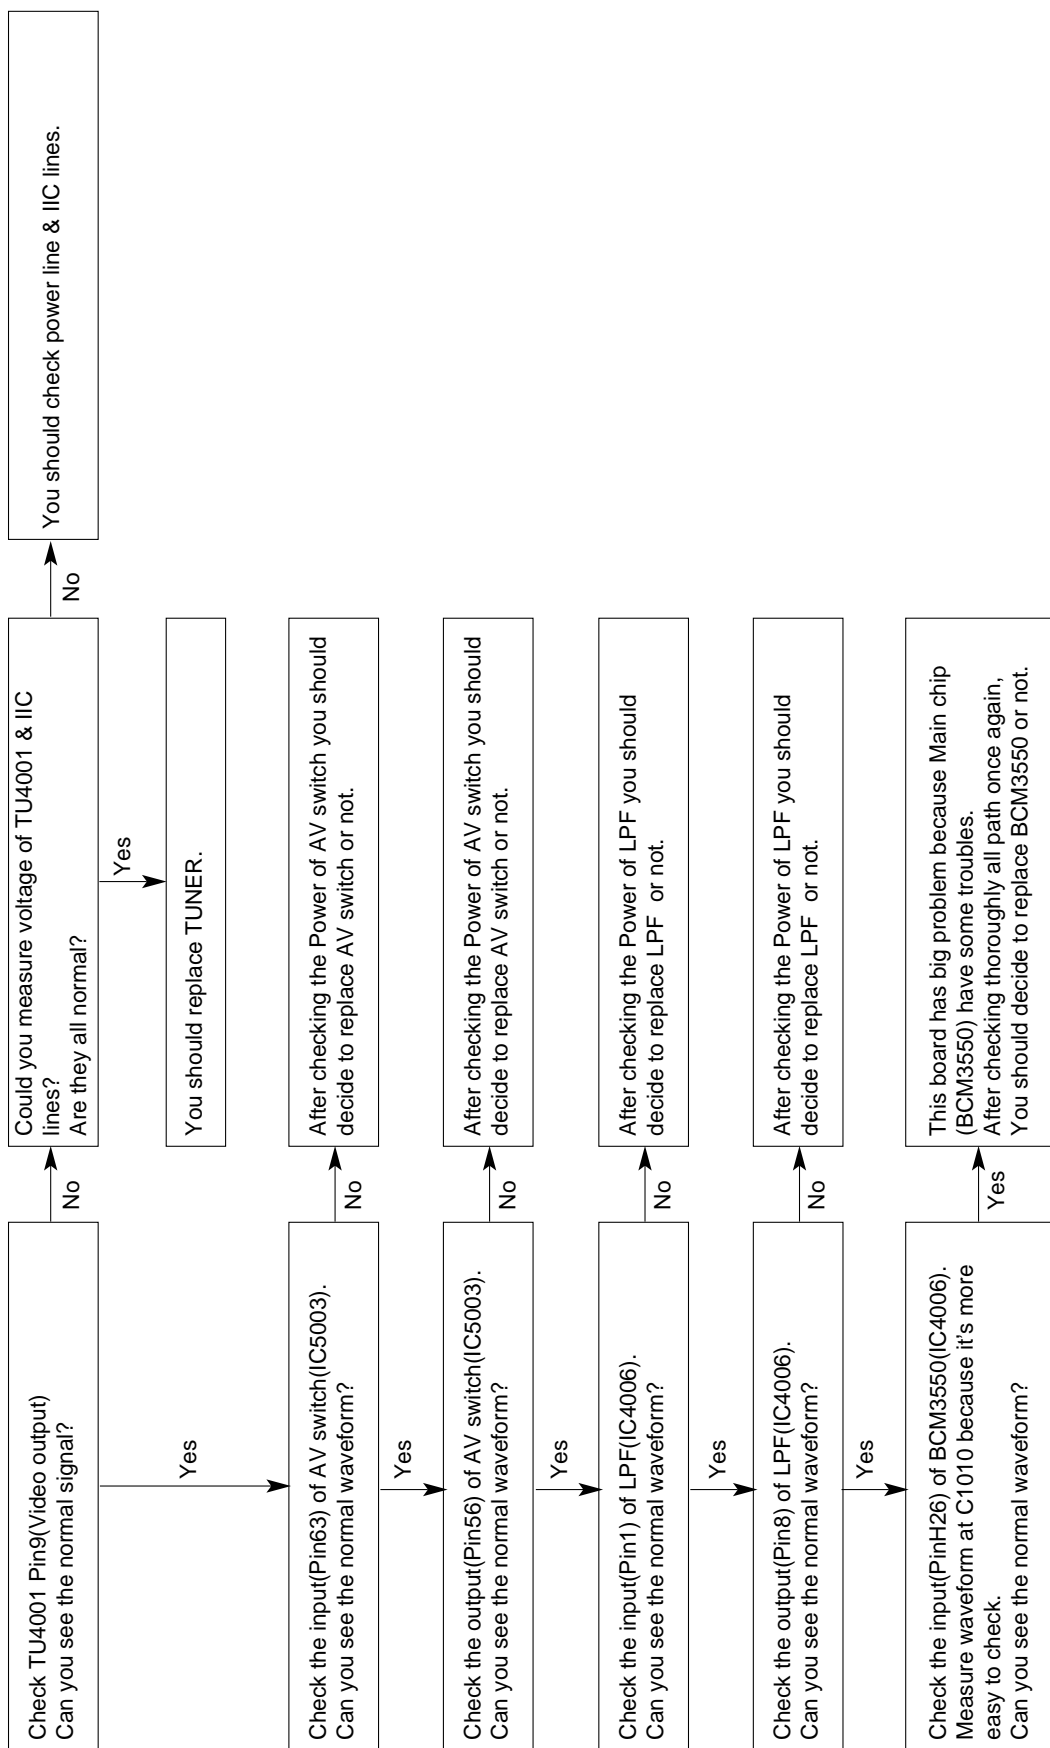 Check TU4001 Pin9(Video output)
Can you see the normal signal?
No
Could you measure voltage of TU4001 & IIC
lines?
Are they all normal?
No
You should check power line & IIC lines.
Yes
You should replace TUNER.
Yes
Check the input(Pin63) of AV switch(IC5003).
Can you see the normal waveform?
No
After checking the Power of AV switch you should
decide to replace AV switch or not.
Yes
Check the output(Pin56) of AV switch(IC5003).
Can you see the normal waveform?
No
After checking the Power of AV switch you should
decide to replace AV switch or not.
Yes
Check the input(Pin1) of LPF(IC4006).
Can you see the normal waveform?
No
After checking the Power of LPF you should
decide to replace LPF or not.
Yes
Check the output(Pin8) of LPF(IC4006).
Can you see the normal waveform?
No
After checking the Power of LPF you should
decide to replace LPF or not.
Yes
Check the input(PinH26) of BCM3550(IC4006).
Measure waveform at C1010 because it's more
easy to check.
Can you see the normal waveform?
Yes
This board has big problem because Main chip
(BCM3550) have some troubles.
After checking thoroughly all path once again,
You should decide to replace BCM3550 or not.